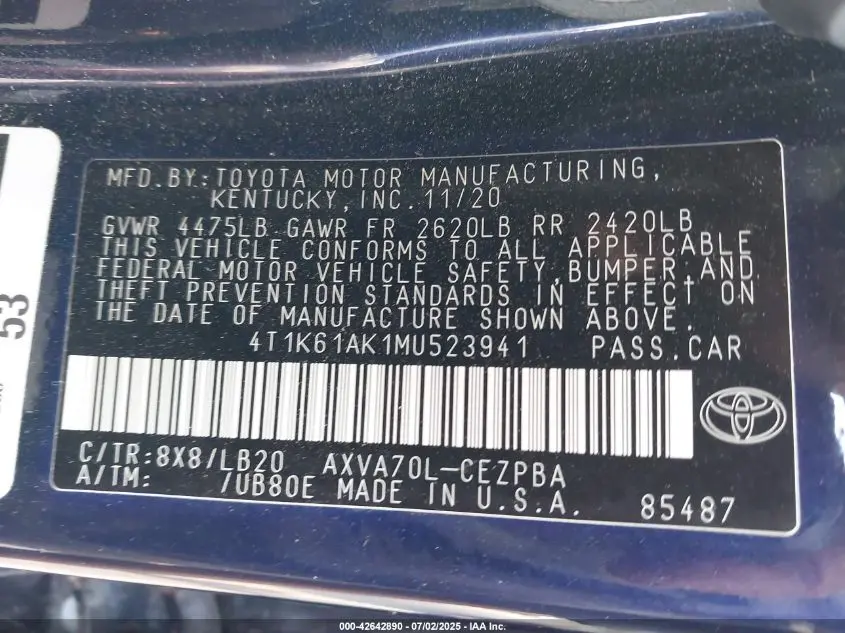 MFD.BY:TOYOTA MOTOR MANUFACTURING,
KENTUCKY,INC.11/20
GVWR 4475LB GAWR FR 2620LB RR 2420LB
THIS VEHICLE CONFORMS TO ALL APPLICABLE
FEDERAL MOTOR VEHICLE SAFETY,BUMPER,AND
THEFT PREVENTION STANDARDS IN EFFECT ON
THE DATE OF MANUFACTURE SHOWN ABOVE.
4T1K61AK1MU523941 PASS.CAR
C/TR:8X8/LB20 AXVA70L-CEZPBA
A/TM: /UB80E MADE IN U.S.A.
85487
53
000-42642890 - 07/02/2025 - IAA Inc.